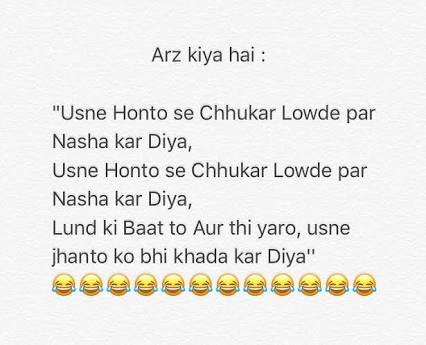 Arz kiya hai :
"Usne Honto se Chhukar Lowde par
Nasha kar Diya,
Usne Honto se Chhukar Lowde par
Nasha kar Diya,
Lund ki Baat to Aur thi yaro, usne
jhanto ko bhi khada kar Diya"
😂😂😂😂😂😂😂😂😂😂😂😂